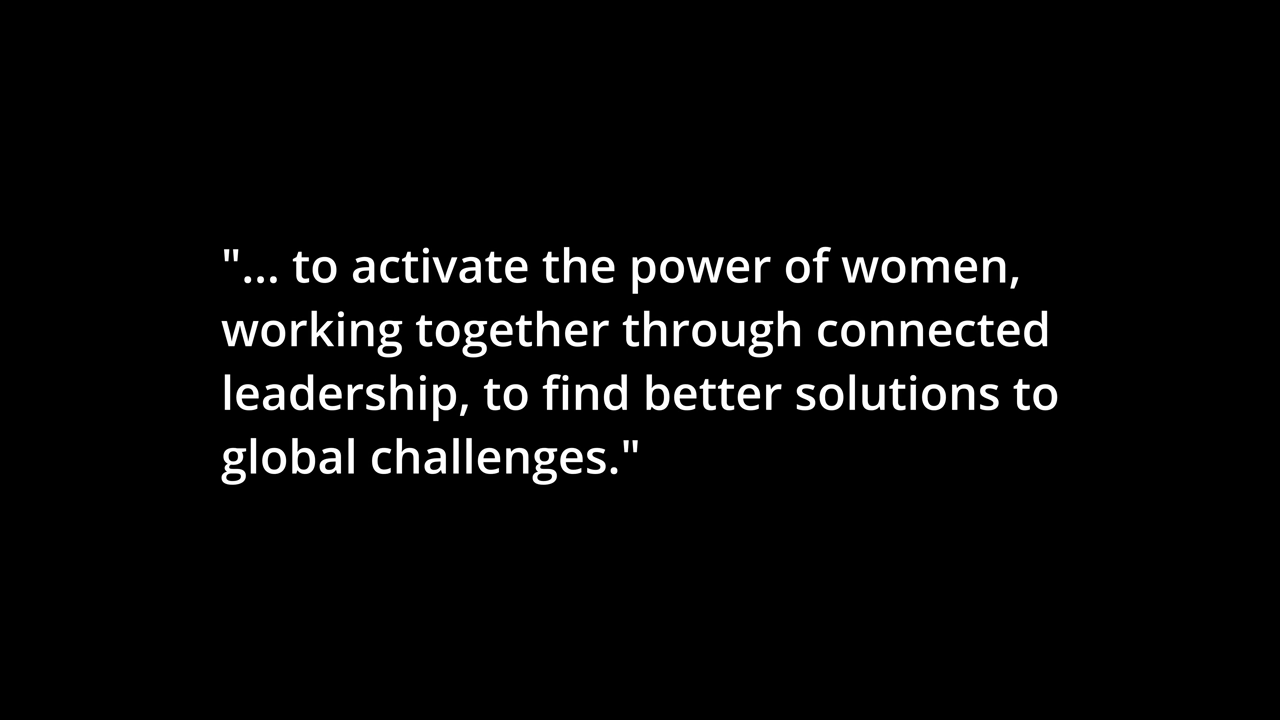 "... to activate the power of women,
working together through connected
leadership, to find better solutions to
global challenges."